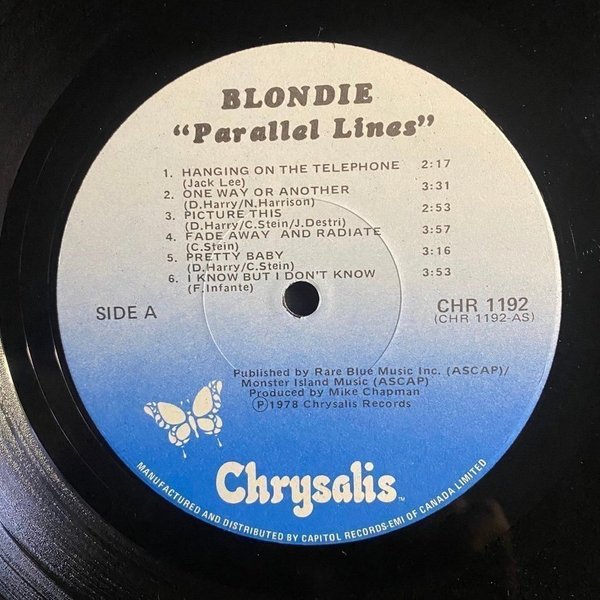 BLONDIE
"Parallel Lines"
1. HANGING ON THE TELEPHONE 2:17
(Jack Lee)
2. ONE WAY OR ANOTHER 3:31
(D.Harry/N.Harrison)
3. PICTURE THIS 2:53
(D.Harry/C.Stein/J.Destri)
4. FADE AWAY AND RADIATE 3:57
(C.Stein)
5. PRETTY BABY 3:16
(D.Harry/C.Stein)
6. I KNOW BUT I DON'T KNOW 3:53
(F.Infante)
SIDE A
CHR 1192
(CHR 1192-AS)
Published by Rare Blue Music Inc. (ASCAP)/
Monster Island Music (ASCAP)
Produced by Mike Chapman
Ⓟ1978 Chrysalis Records
Chrysalis™
MANUFACTURED AND DISTRIBUTED BY CAPITOL RECORDS-EMI OF CANADA LIMITED